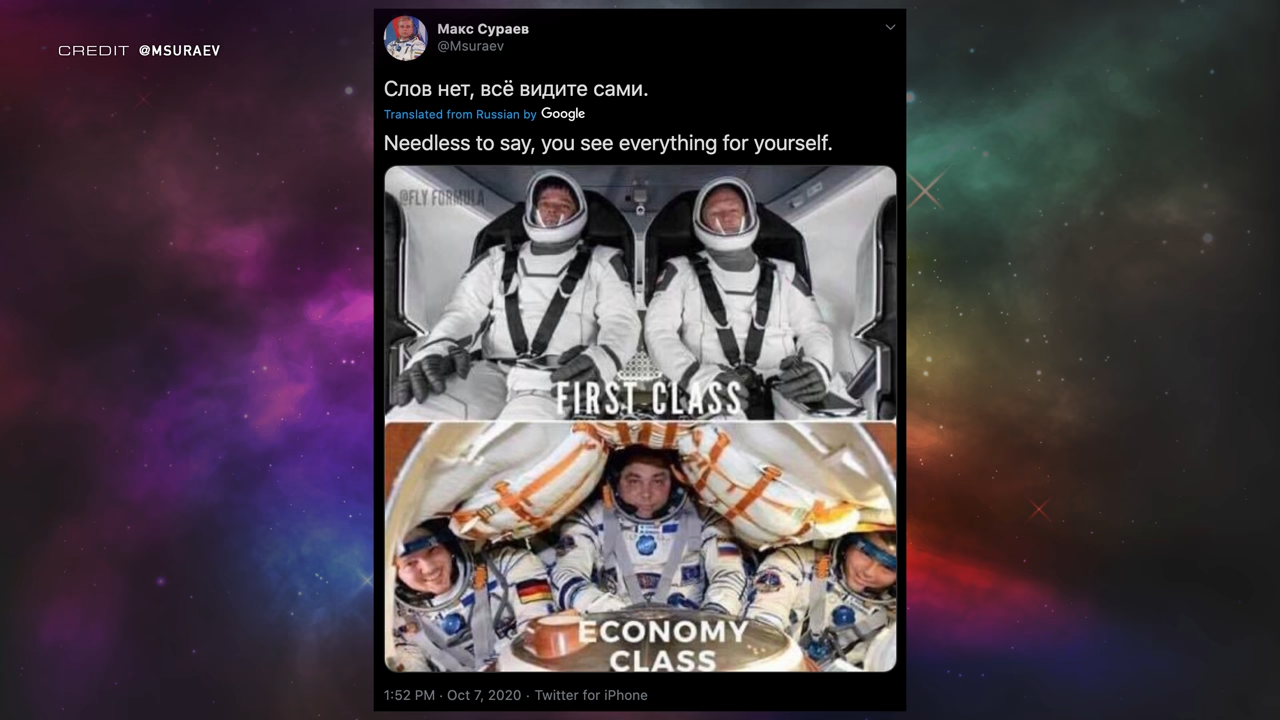 CREDIT @MSURAEV
Макс Сураев
@Msuraev
Слов нет, всё видите сами.
Translated from Russian by Google
Needless to say, you see everything for yourself.
@FLY FORMULA
FIRST CLASS
ECONOMY
CLASS
1:52 PM · Oct 7, 2020 · Twitter for iPhone